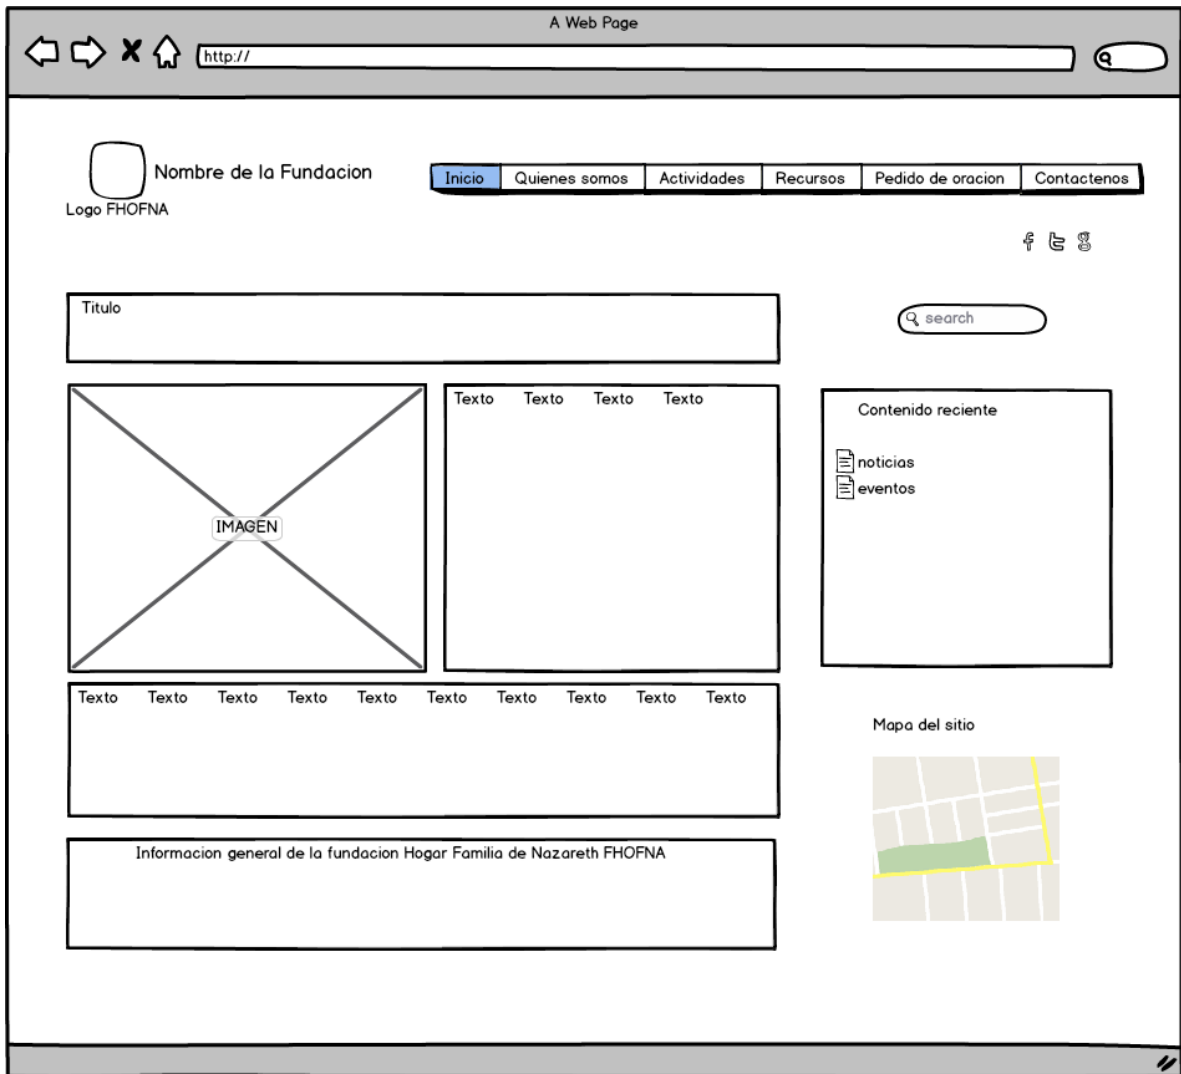 A Web Page
http://
Nombre de la Fundacion
Logo FHOFNA
Inicio Quienes somos Actividades Recursos Pedido de oracion Contactenos
f t g
Titulo
search
IMAGEN
Texto Texto Texto Texto
Contenido reciente
noticias
eventos
Texto Texto Texto Texto Texto Texto Texto Texto Texto Texto
Mapa del sitio
Informacion general de la fundacion Hogar Familia de Nazareth FHOFNA